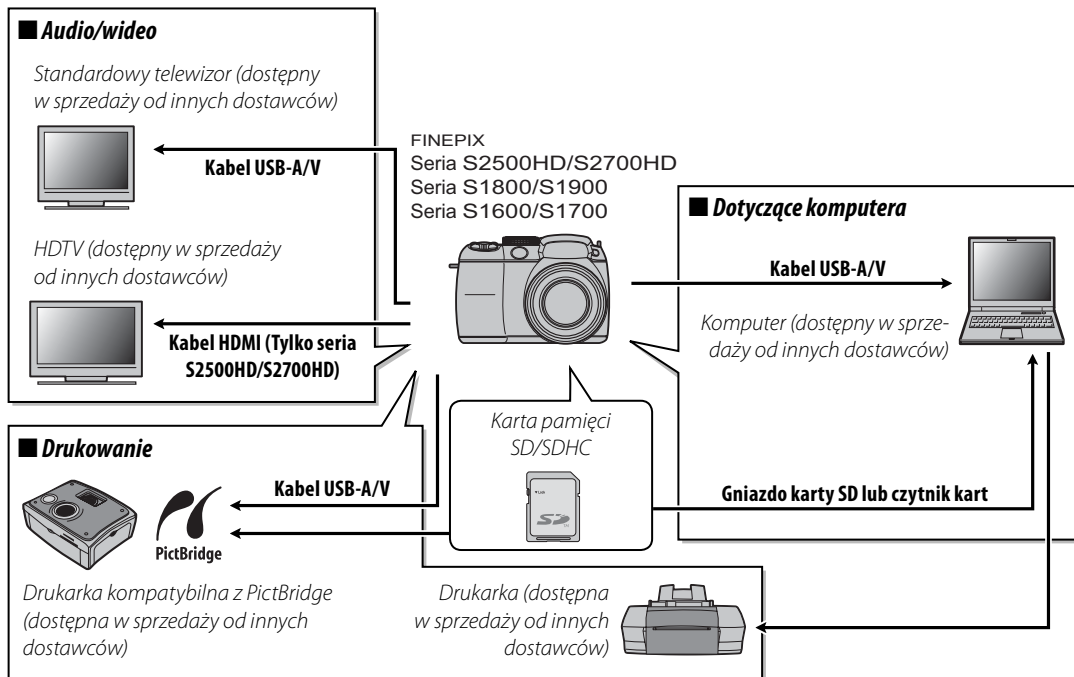 ■ Audio/wideo
Standardowy telewizor (dostępny
w sprzedaży od innych dostawców)
Kabel USB-A/V
HDTV (dostępny w sprzedaży
od innych dostawców)
Kabel HDMI (Tylko seria
S2500HD/S2700HD)
FINEPIX
Seria S2500HD/S2700HD
Seria S1800/S1900
Seria S1600/S1700
■ Dotyczące komputera
Kabel USB-A/V
Komputer (dostępny w sprze-
daży od innych dostawców)
Karta pamięci
SD/SDHC
SD
Gniazdo karty SD lub czytnik kart
■ Drukowanie
Kabel USB-A/V
PictBridge
Drukarka kompatybilna z PictBridge
(dostępna w sprzedaży od innych
dostawców)
Drukarka (dostępna
w sprzedaży od innych
dostawców)